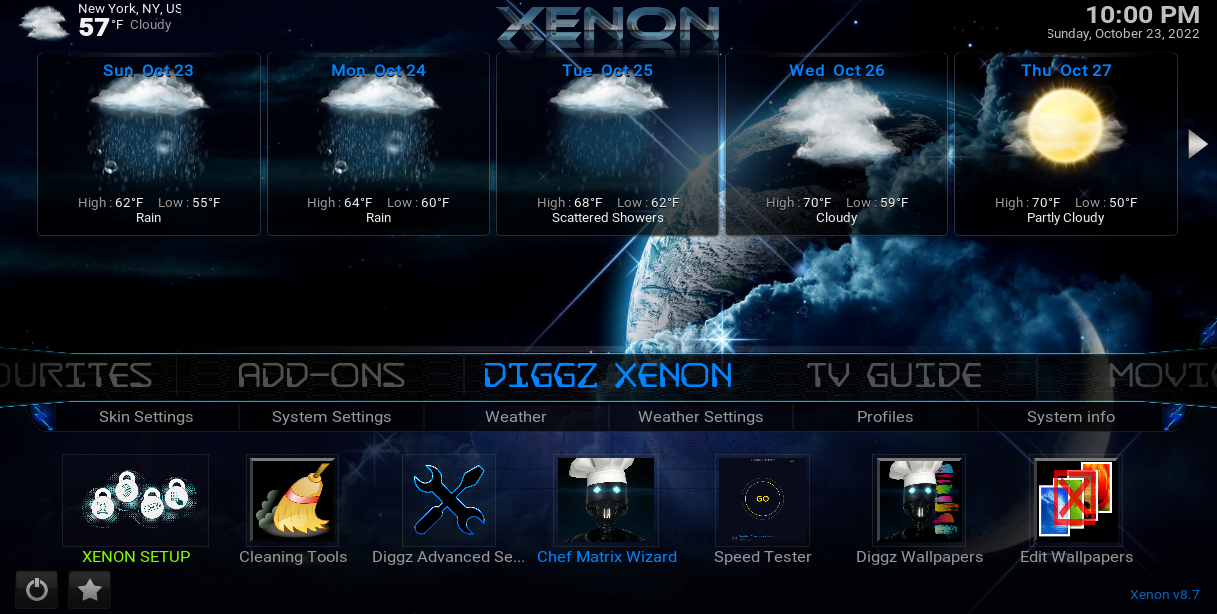 New York, NY, US
57°F Cloudy
XENON
10:00 PM
Sunday, October 23, 2022
Sun Oct 23
High : 62°F Low : 55°F
Rain
Mon Oct 24
High : 64°F Low : 60°F
Rain
Tue Oct 25
High : 68°F Low : 62°F
Scattered Showers
Wed Oct 26
High : 70°F Low : 59°F
Cloudy
Thu Oct 27
High : 70°F Low : 50°F
Partly Cloudy
OURITES ADD-ONS DIGGZ XENON TV GUIDE MOVI
Skin Settings System Settings Weather Weather Settings Profiles System info
GO
XENON SETUP Cleaning Tools Diggz Advanced Se... Chef Matrix Wizard Speed Tester Diggz Wallpapers Edit Wallpapers
Xenon v8.7